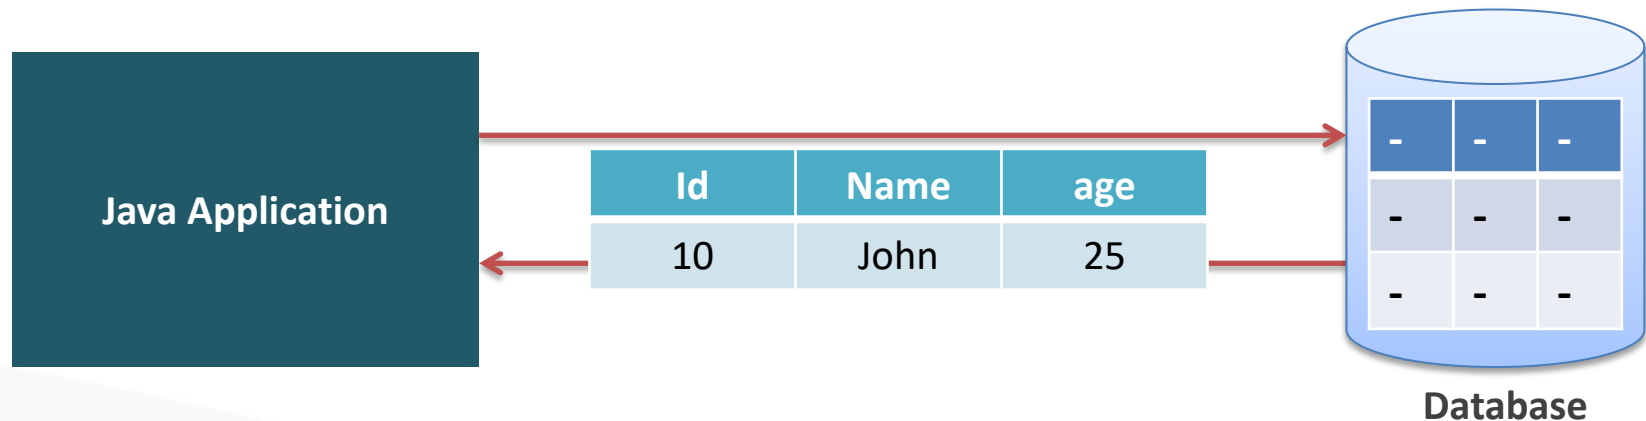 Java Application
Id Name age
10 John 25
- - -
- - -
- - -
Database